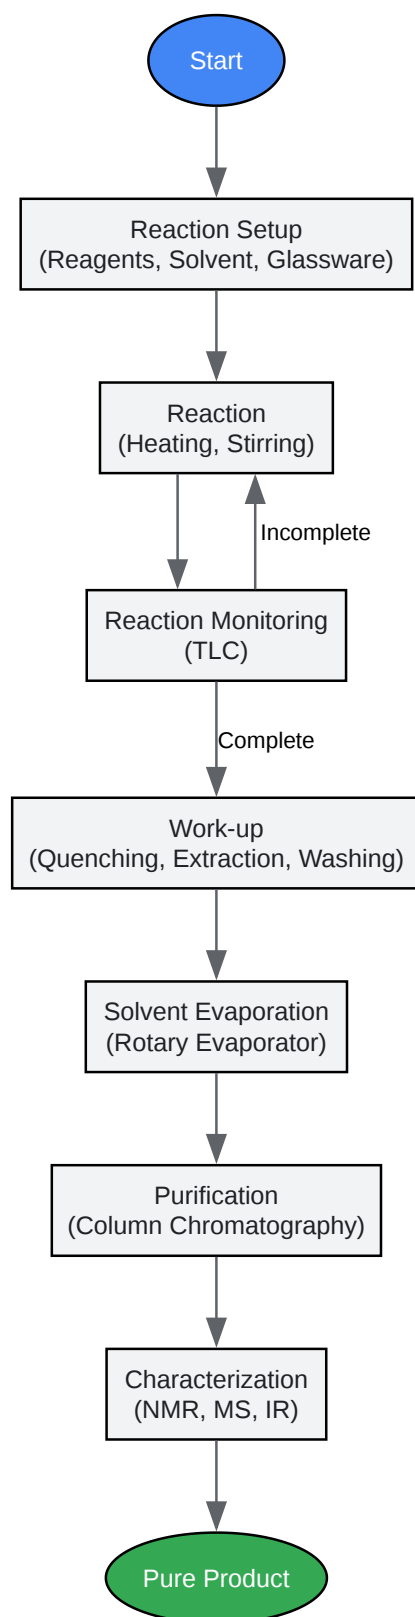 Start
Reaction Setup
(Reagents, Solvent, Glassware)
Reaction
(Heating, Stirring)
Incomplete
Reaction Monitoring
(TLC)
Complete
Work-up
(Quenching, Extraction, Washing)
Solvent Evaporation
(Rotary Evaporator)
Purification
(Column Chromatography)
Characterization
(NMR, MS, IR)
Pure Product